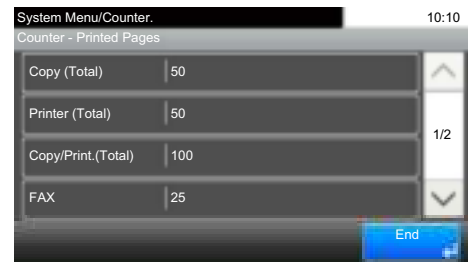 System Menu/Counter. 10:10
Counter - Printed Pages
Copy (Total) 50
Printer (Total) 50
1/2
Copy/Print.(Total) 100
FAX 25
End